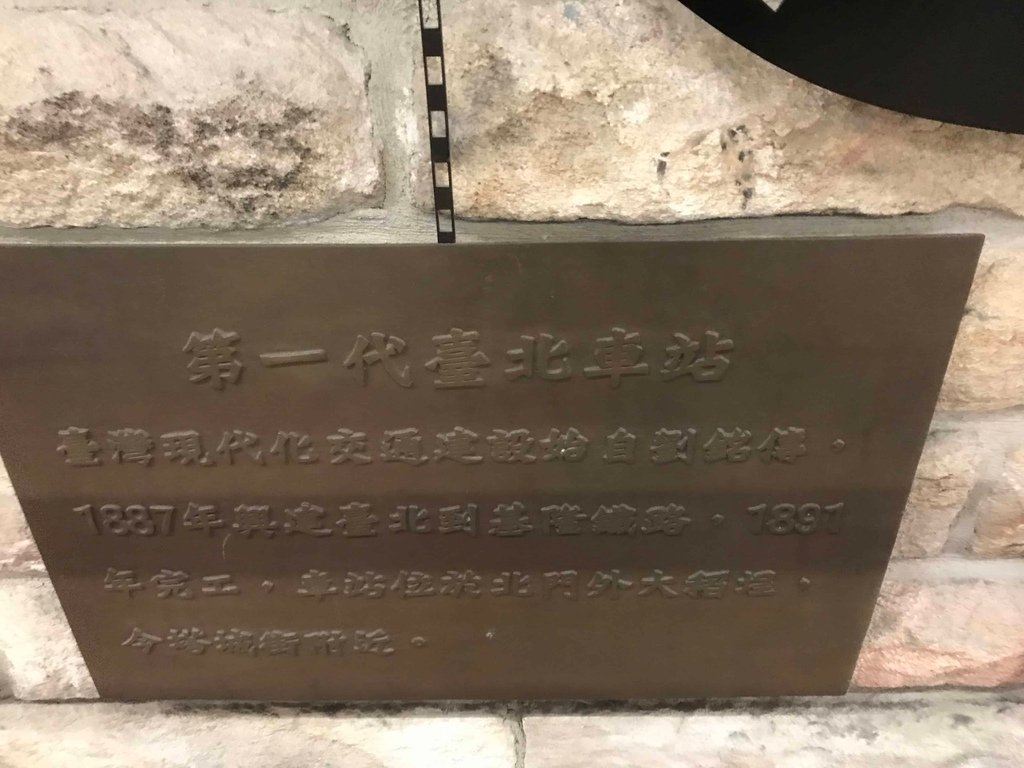 第一代臺北車站
臺灣現代化交通建設始自劉銘傳，
1887年興建臺北到基隆鐵路，1891
年完工，車站位於北門外大稻埕，
今塔城街附近。